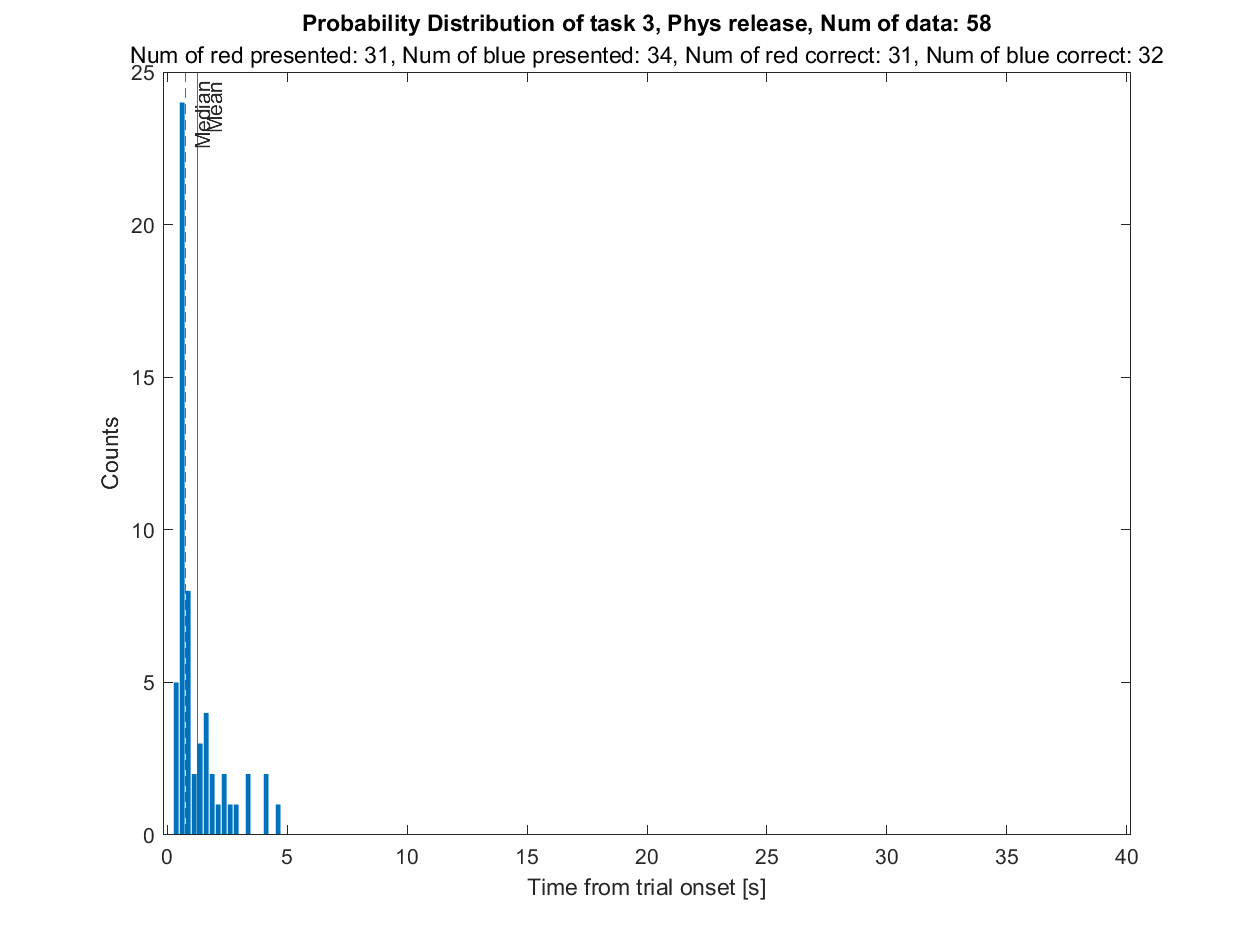 Probability Distribution of task 3, Phys release, Num of data: 58
Num of red presented: 31, Num of blue presented: 34, Num of red correct: 31, Num of blue correct: 32
25
20
15
10
5
0
Counts
Median
Mean
0 5 10 15 20 25 30 35 40
Time from trial onset [s]